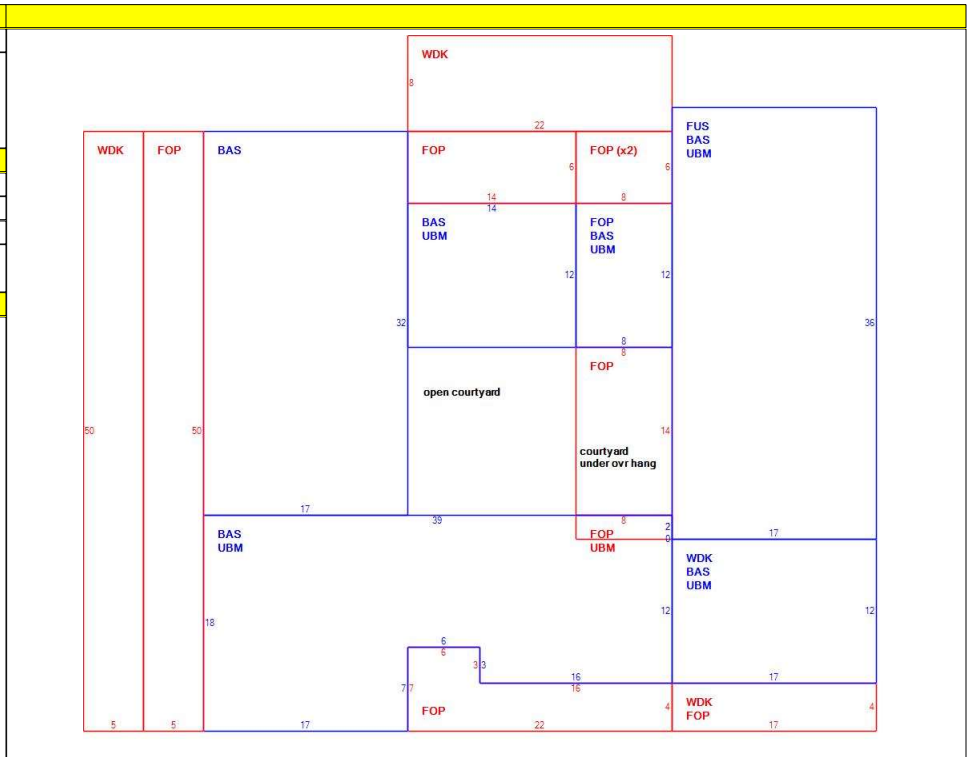 WDK
8
22
FUS
BAS
UBM
WDK
FOP
BAS
FOP
6
FOP (x2)
6
14
8
14
BAS
UBM
FOP
BAS
UBM
12
12
32
36
8
8
FOP
open courtyard
50
50
14
courtyard
under ovr hang
17
39
8
2
BAS
UBM
FOP
UBM
0
17
WDK
BAS
UBM
18
12
12
6
6
3
3
16
16
17
7
7
FOP
4
WDK
FOP
4
5
5
17
22
17